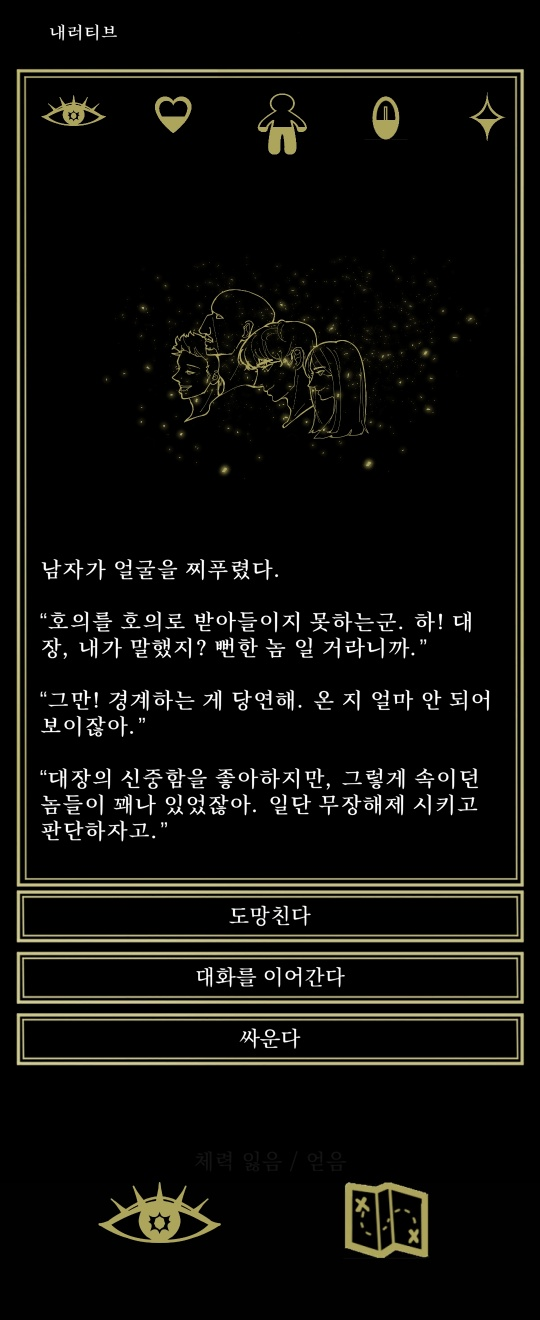 내러티브
남자가 얼굴을 찌푸렸다.
“호의를 호의로 받아들이지 못하는군. 하! 대
장, 내가 말했지? 뻔한 놈 일 거라니까.”
“그만! 경계하는 게 당연해. 온 지 얼마 안 되어
보이잖아.”
“대장의 신중함을 좋아하지만, 그렇게 속이던
놈들이 꽤나 있었잖아. 일단 무장해제 시키고
판단하자고.”
도망친다
대화를 이어간다
싸운다
체력 잃음 / 얻음